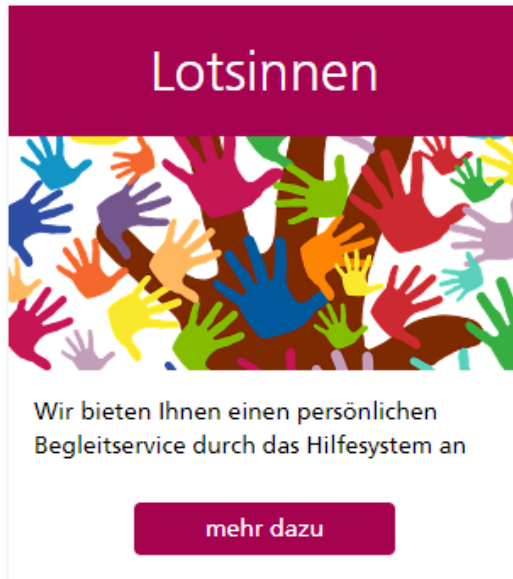 Lotsinnen
Wir bieten Ihnen einen persönlichen
Begleitservice durch das Hilfesystem an
mehr dazu